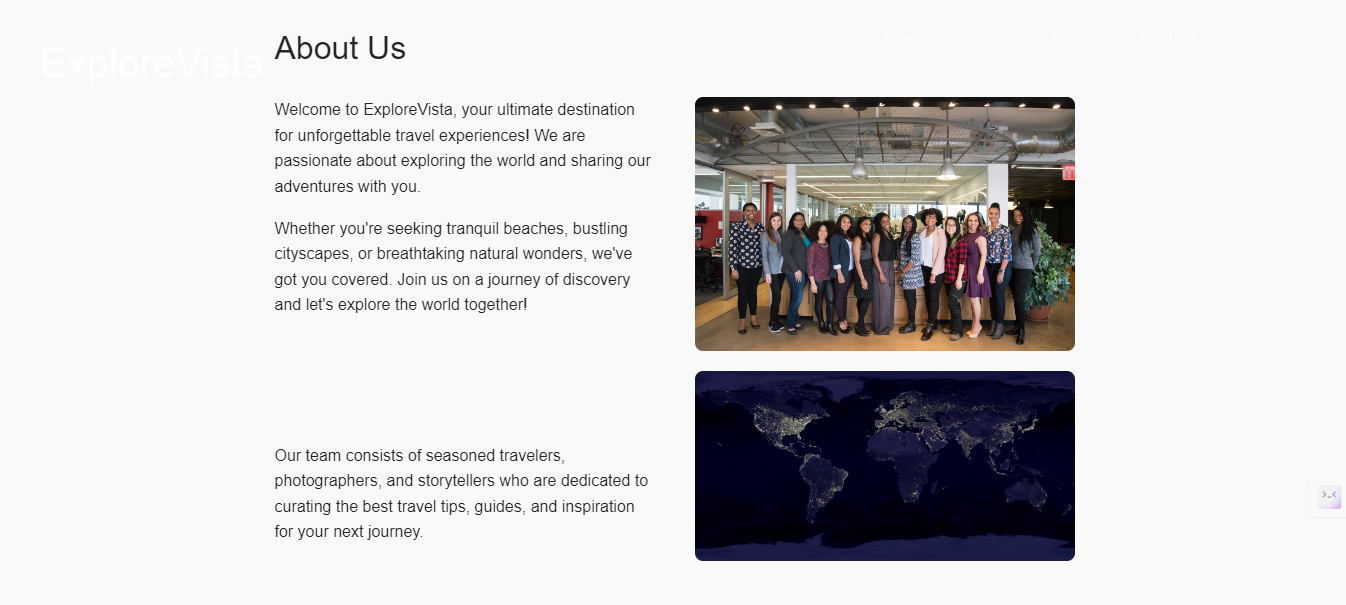 ExploreVista
Home
About Us
Contact
About Us
Welcome to ExploreVista, your ultimate destination
for unforgettable travel experiences! We are
passionate about exploring the world and sharing our
adventures with you.
Whether you're seeking tranquil beaches, bustling
cityscapes, or breathtaking natural wonders, we've
got you covered. Join us on a journey of discovery
and let's explore the world together!
Our team consists of seasoned travelers,
photographers, and storytellers who are dedicated to
curating the best travel tips, guides, and inspiration
for your next journey.